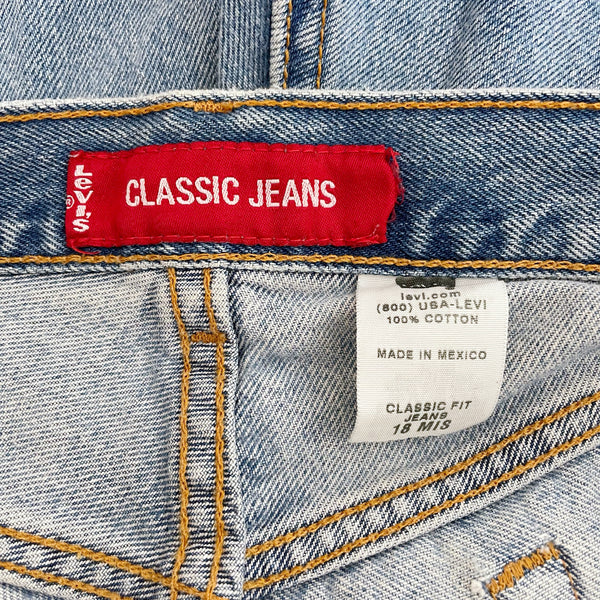 Levi's
®
CLASSIC JEANS
levi.com
(800) USA-LEVI
100% COTTON
MADE IN MEXICO
CLASSIC FIT
JEANS
18 MIS